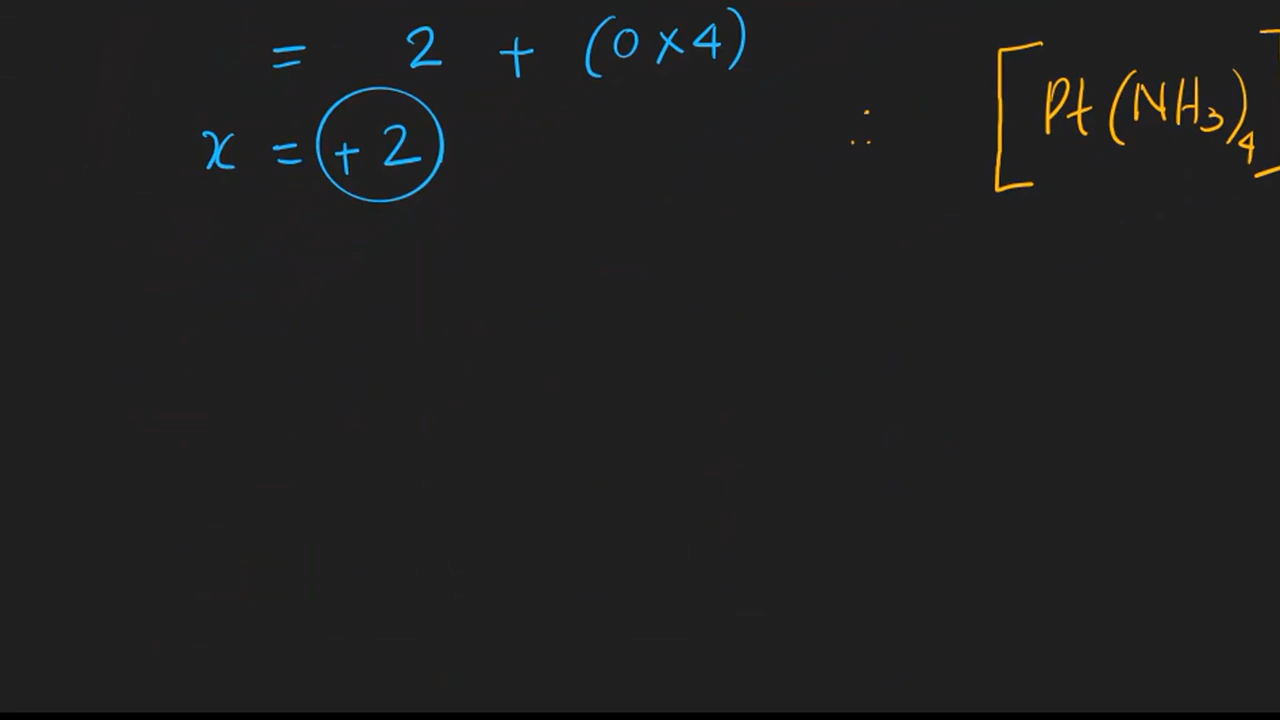 = 2 + (0 × 4)
x = +2
∴ [Pt(NH₃)₄]